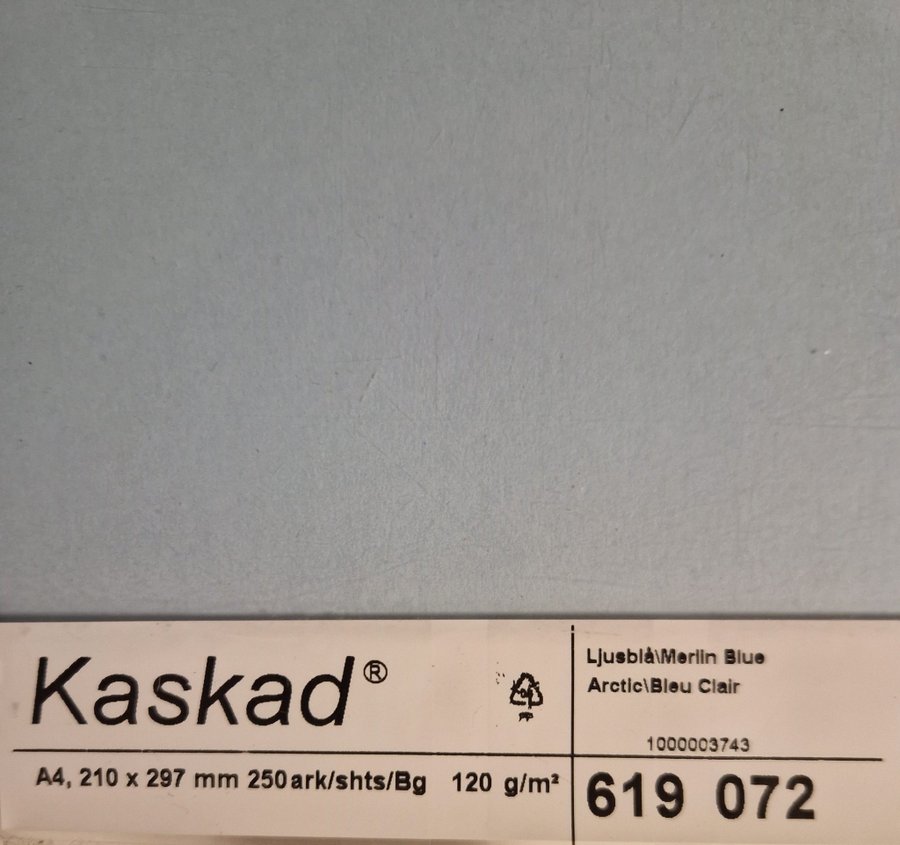 Kaskad®
A4, 210 x 297 mm 250 ark/shts/Bg 120 g/m²
Ljusblå\Merlin Blue
Arctic\Bleu Clair
1000003743
619 072